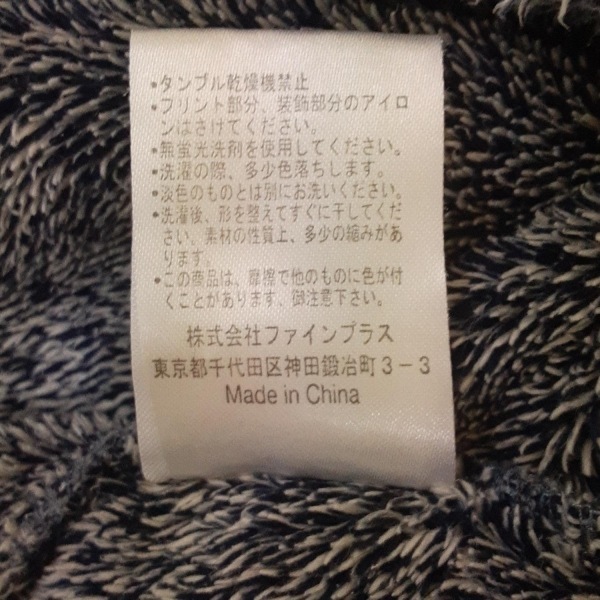 •タンブル乾燥機禁止
•プリント部分、装飾部分のアイロ
ンはさけてください。
•無蛍光洗剤を使用してください。
•洗濯の際、多少色落ちします。
•淡色のものとは別にお洗いください。
•洗濯後、形を整えてすぐに干してくだ
さい。素材の性質上、多少の縮みがあ
ります。
•この商品は、摩擦で他のものに色が付
くことがあります。御注意下さい。
株式会社ファインプラス
東京都千代田区神田鍛冶町3−3
Made in China